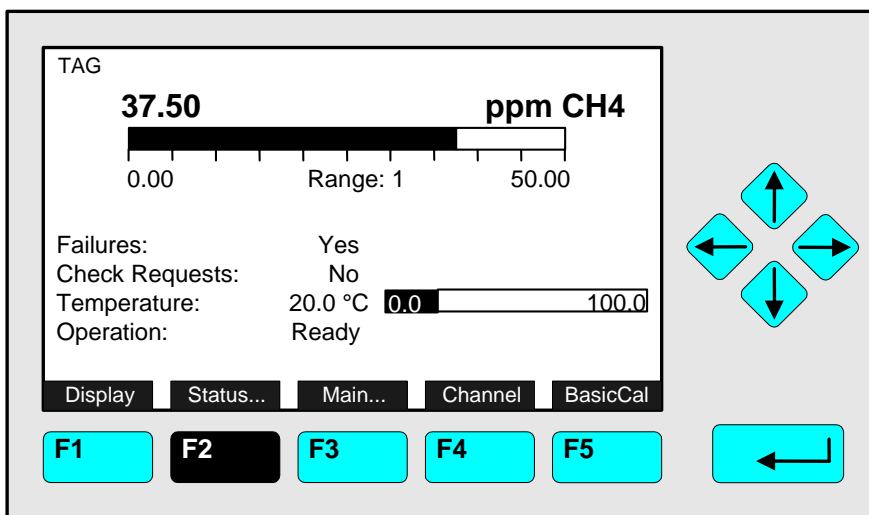 TAG
37.50 ppm CH4
0.00 Range: 1 50.00
Failures: Yes
Check Requests: No
Temperature: 20.0 °C 0.0 100.0
Operation: Ready
Display Status... Main... Channel BasicCal
F1 F2 F3 F4 F5